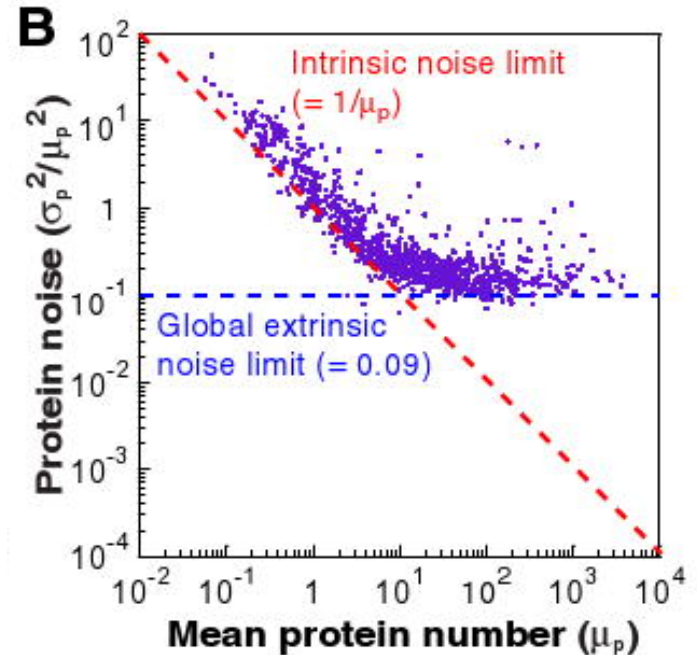 B
10²
10¹
1
10⁻¹
10⁻²
10⁻³
10⁻⁴
Protein noise (σₚ²/μₚ²)
Intrinsic noise limit
(= 1/μₚ)
Global extrinsic
noise limit (= 0.09)
10⁻² 10⁻¹ 1 10¹ 10² 10³ 10⁴
Mean protein number (μₚ)